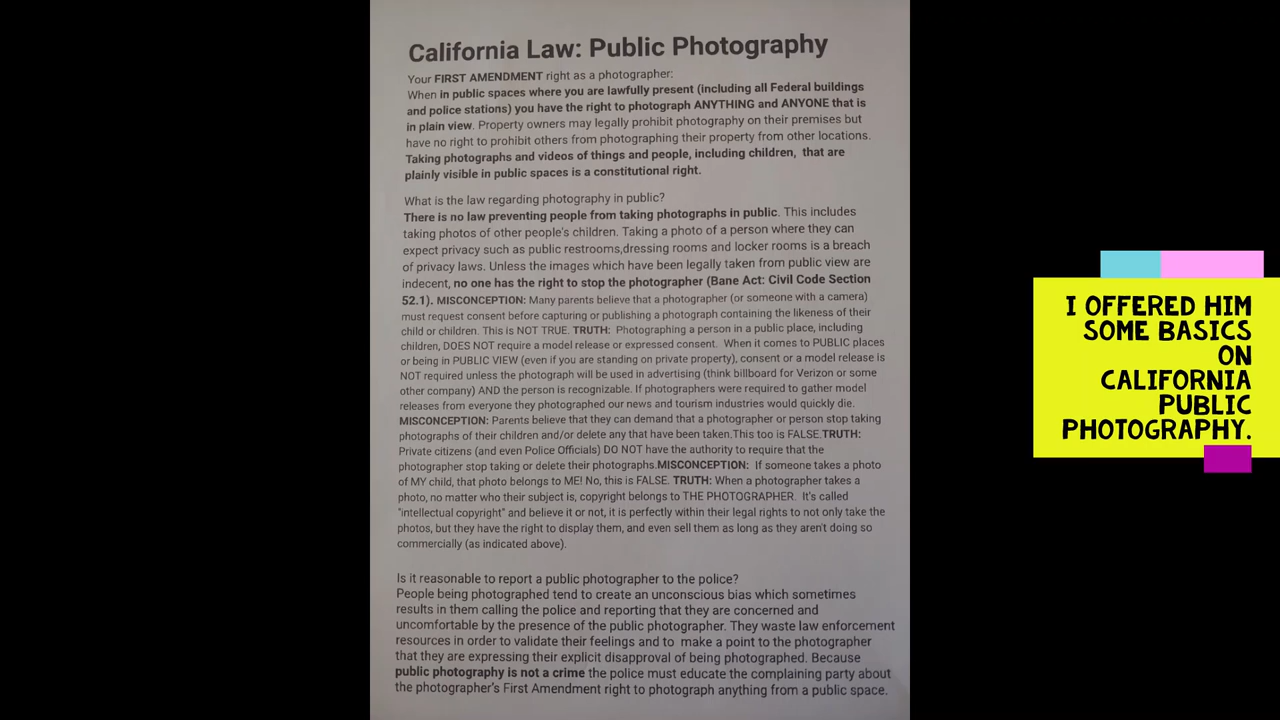 California Law: Public Photography
Your FIRST AMENDMENT right as a photographer:
When in public spaces where you are lawfully present (including all Federal buildings
and police stations) you have the right to photograph ANYTHING and ANYONE that is
in plain view. Property owners may legally prohibit photography on their premises but
have no right to prohibit others from photographing their property from other locations.
Taking photographs and videos of things and people, including children, that are
plainly visible in public spaces is a constitutional right.
What is the law regarding photography in public?
There is no law preventing people from taking photographs in public. This includes
taking photos of other people's children. Taking a photo of a person where they can
expect privacy such as public restrooms,dressing rooms and locker rooms is a breach
of privacy laws. Unless the images which have been legally taken from public view are
indecent, no one has the right to stop the photographer (Bane Act: Civil Code Section
52.1). MISCONCEPTION: Many parents believe that a photographer (or someone with a camera)
must request consent before capturing or publishing a photograph containing the likeness of their
child or children. This is NOT TRUE. TRUTH: Photographing a person in a public place, including
children, DOES NOT require a model release or expressed consent. When it comes to PUBLIC places
or being in PUBLIC VIEW (even if you are standing on private property), consent or a model release is
NOT required unless the photograph will be used in advertising (think billboard for Verizon or some
other company) AND the person is recognizable. If photographers were required to gather model
releases from everyone they photographed our news and tourism industries would quickly die.
MISCONCEPTION: Parents believe that they can demand that a photographer or person stop taking
photographs of their children and/or delete any that have been taken.This too is FALSE.TRUTH:
Private citizens (and even Police Officials) DO NOT have the authority to require that the
photographer stop taking or delete their photographs.MISCONCEPTION: If someone takes a photo
of MY child, that photo belongs to ME! No, this is FALSE. TRUTH: When a photographer takes a
photo, no matter who their subject is, copyright belongs to THE PHOTOGRAPHER. It's called
"intellectual copyright" and believe it or not, it is perfectly within their legal rights to not only take the
photos, but they have the right to display them, and even sell them as long as they aren't doing so
commercially (as indicated above).
Is it reasonable to report a public photographer to the police?
People being photographed tend to create an unconscious bias which sometimes
results in them calling the police and reporting that they are concerned and
uncomfortable by the presence of the public photographer. They waste law enforcement
resources in order to validate their feelings and to make a point to the photographer
that they are expressing their explicit disapproval of being photographed. Because
public photography is not a crime the police must educate the complaining party about
the photographer's First Amendment right to photograph anything from a public space.
I OFFERED HIM
SOME BASICS
ON
CALIFORNIA
PUBLIC
PHOTOGRAPHY.